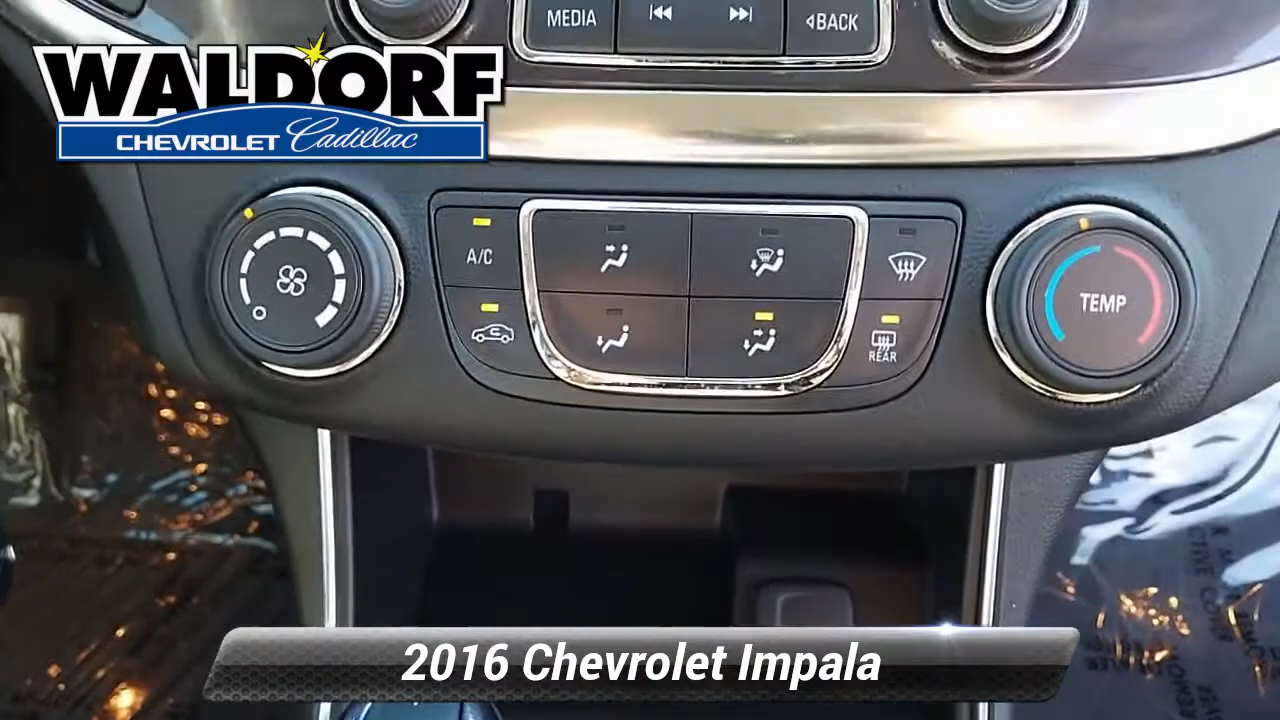 MEDIA
BACK
WALDORF
CHEVROLET Cadillac
A/C
REAR
TEMP
2016 Chevrolet Impala